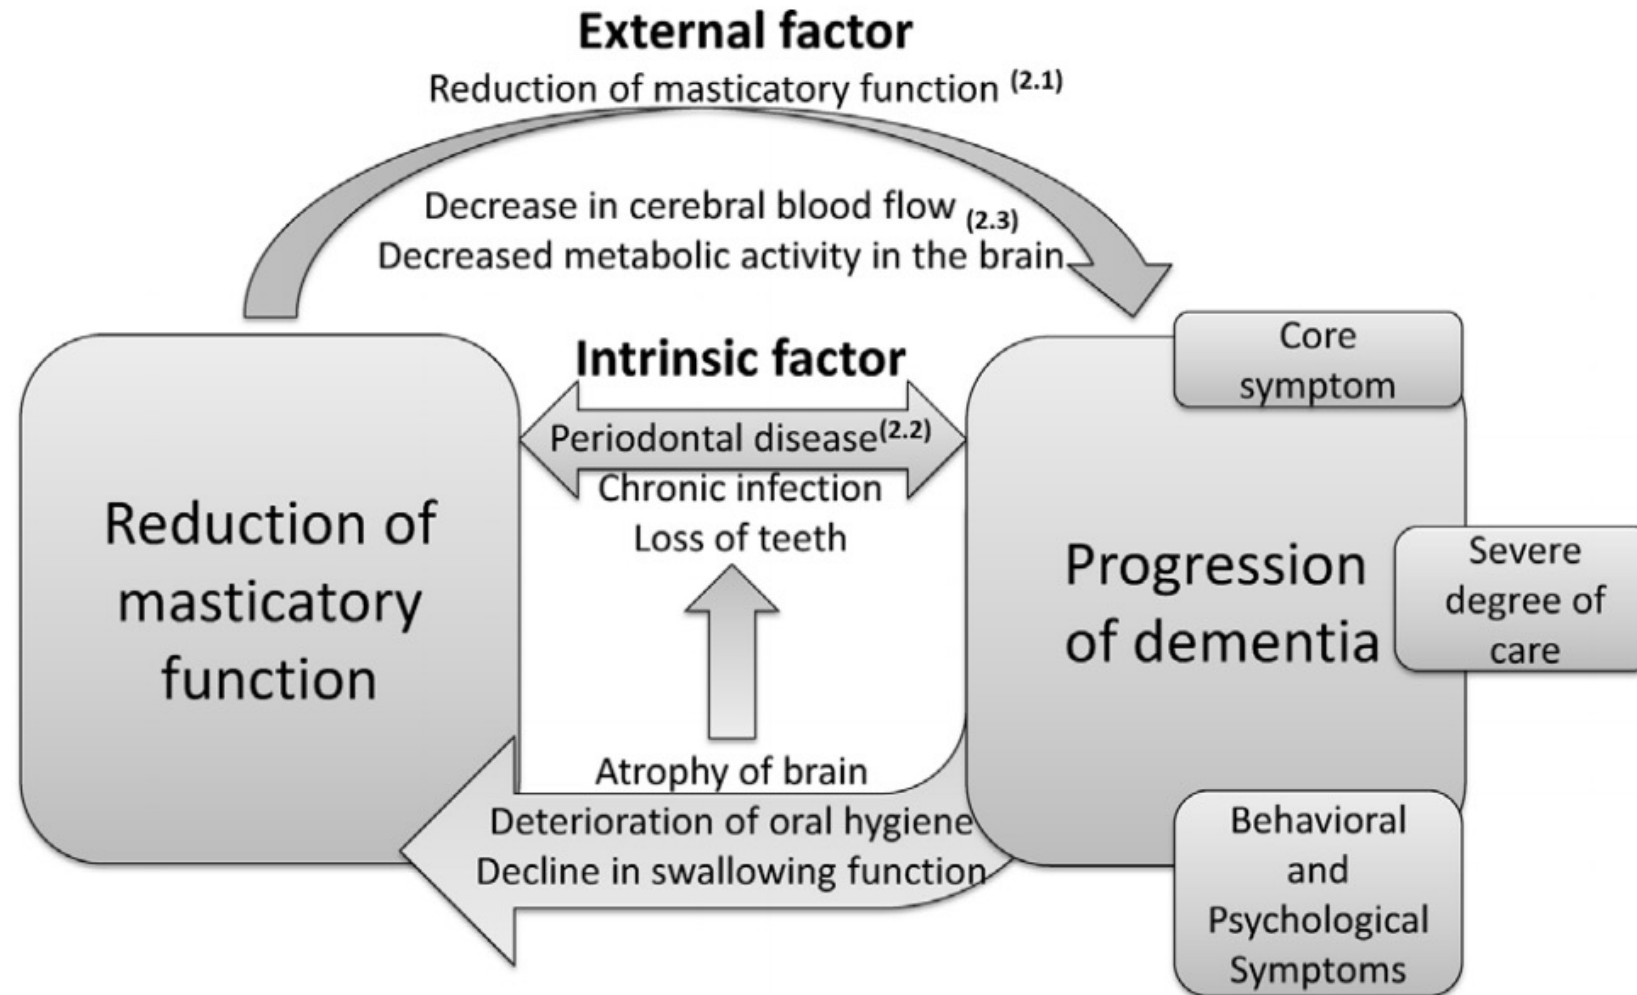 External factor
Reduction of masticatory function (2.1)
Decrease in cerebral blood flow (2.3)
Decreased metabolic activity in the brain
Intrinsic factor
Periodontal disease(2.2)
Chronic infection
Loss of teeth
Reduction of
masticatory
function
Progression
of dementia
Core
symptom
Severe
degree of
care
Atrophy of brain
Deterioration of oral hygiene
Decline in swallowing function
Behavioral
and
Psychological
Symptoms